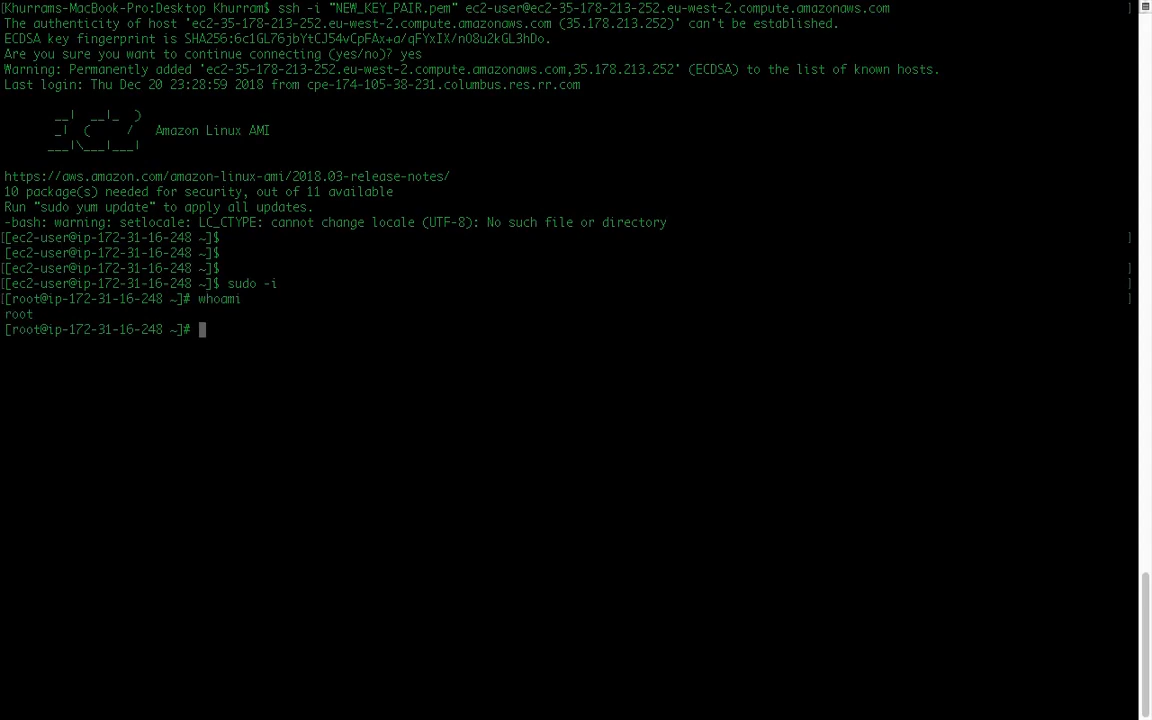 [Khurrams-MacBook-Pro:Desktop Khurram$ ssh -i "NEW_KEY_PAIR.pem" ec2-user@ec2-35-178-213-252.eu-west-2.compute.amazonaws.com ]
The authenticity of host 'ec2-35-178-213-252.eu-west-2.compute.amazonaws.com (35.178.213.252)' can't be established.
ECDSA key fingerprint is SHA256:6c1GL76jbYtCJ54vCpFAx+a/qFYxIX/nO8u2kGL3hDo.
Are you sure you want to continue connecting (yes/no)? yes
Warning: Permanently added 'ec2-35-178-213-252.eu-west-2.compute.amazonaws.com,35.178.213.252' (ECDSA) to the list of known hosts.
Last login: Thu Dec 20 23:28:59 2018 from cpe-174-105-38-231.columbus.res.rr.com
       __|  __|_  )
       _|  (     /   Amazon Linux AMI
      ___|\___|___|
https://aws.amazon.com/amazon-linux-ami/2018.03-release-notes/
10 package(s) needed for security, out of 11 available
Run "sudo yum update" to apply all updates.
-bash: warning: setlocale: LC_CTYPE: cannot change locale (UTF-8): No such file or directory
[[ec2-user@ip-172-31-16-248 ~]$ ]
[ec2-user@ip-172-31-16-248 ~]$
[[ec2-user@ip-172-31-16-248 ~]$ ]
[[ec2-user@ip-172-31-16-248 ~]$ sudo -i ]
[[root@ip-172-31-16-248 ~]# whoami ]
root
[root@ip-172-31-16-248 ~]#